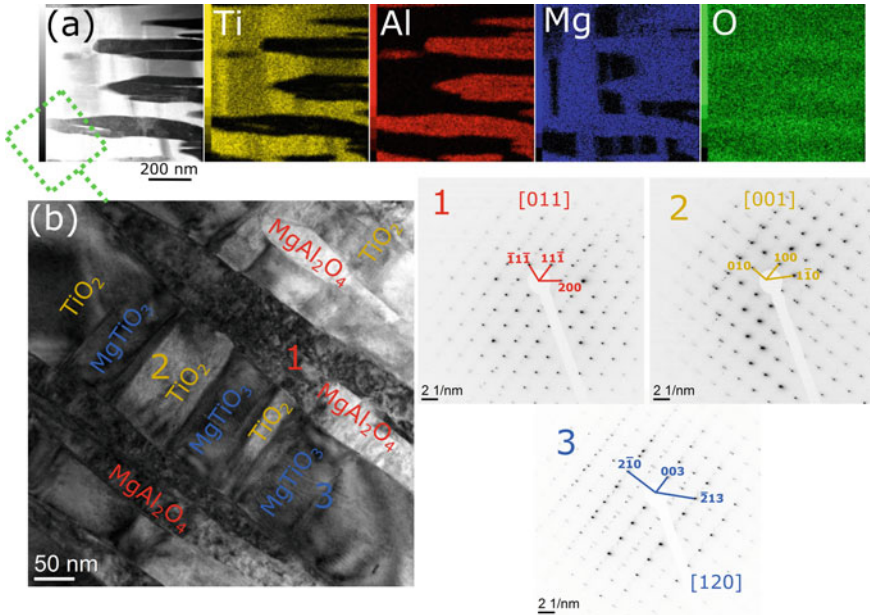 (a) Ti Al Mg O
200 nm
(b)
TiO₂
MgAl₂O₄
TiO₂
MgTiO₃
2
TiO₂
1
MgTiO₃
TiO₂
MgAl₂O₄
MgAl₂O₄
MgTiO₃
3
50 nm
1
[011]
1̅11̅
111̅
200
2 1/nm
2
[001]
010
100
11̅0
2 1/nm
3
21̅0
003
2̅13
[120]
2 1/nm